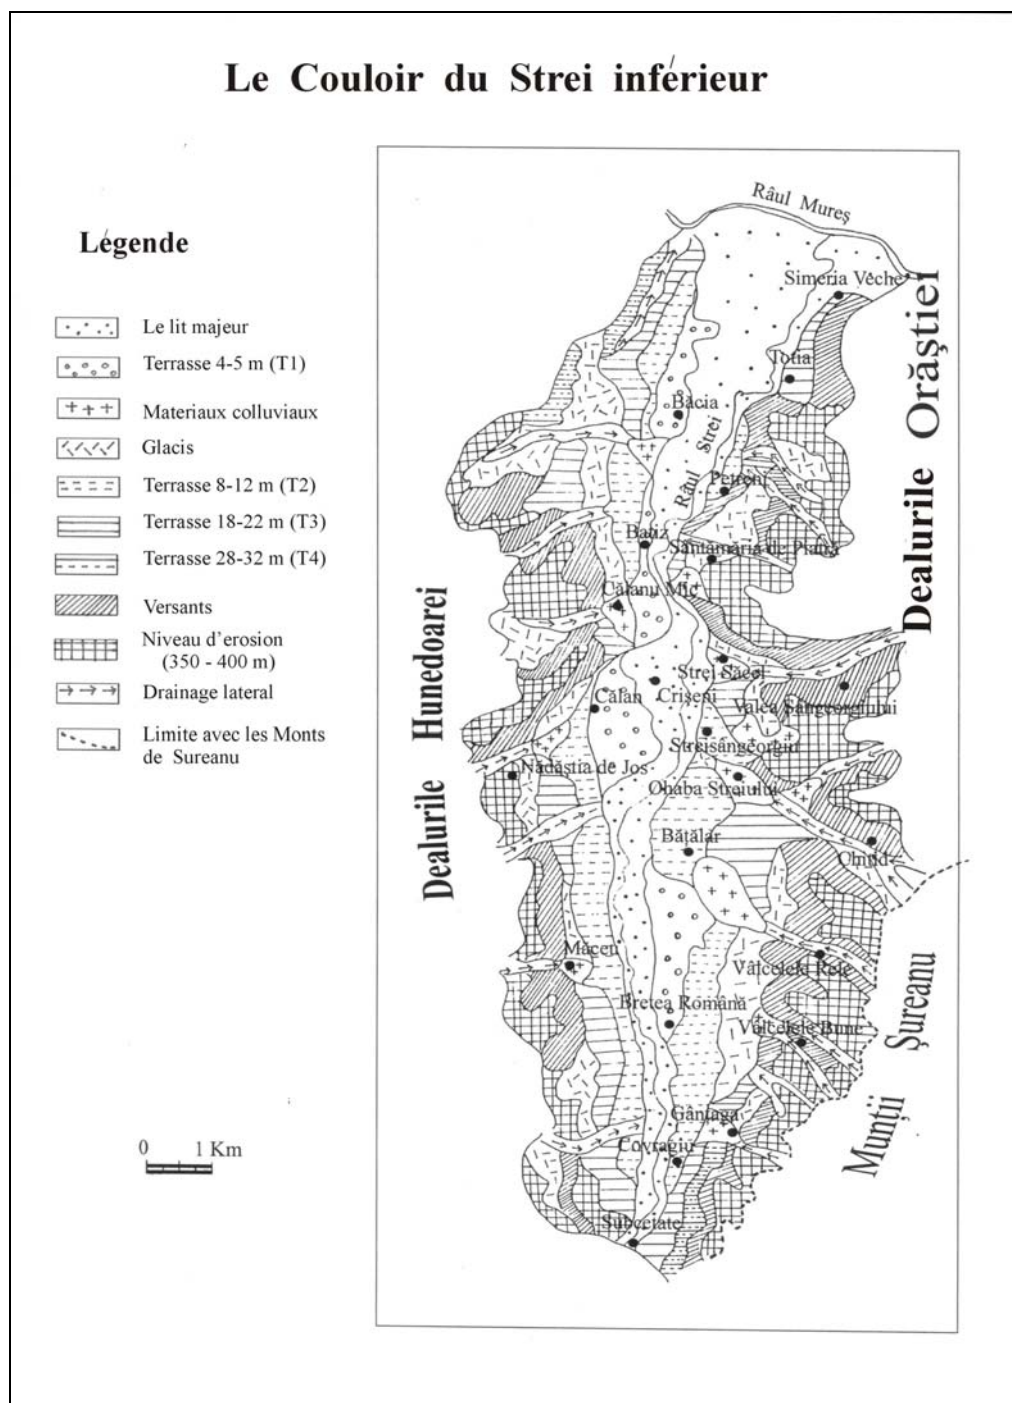 Le Couloir du Strei inférieur
Légende
Le lit majeur
Terrasse 4-5 m (T1)
Materiaux colluviaux
Glacis
Terrasse 8-12 m (T2)
Terrasse 18-22 m (T3)
Terrasse 28-32 m (T4)
Versants
Niveau d'erosion
(350 - 400 m)
Drainage lateral
Limite avec les Monts
de Sureanu
0 1 Km
Râul Mureş
Simeria Veche
Totia
Băcia
Râul Strei
Petreni
Batiz
Sântămăria de Piatră
Călanu Mic
Strei Săcel
Călan
Crişeni
Valea Sângeorgiului
Streisângeorgiu
Nădăştia de Jos
Ohaba Streiului
Băţălar
Chitid
Măceu
Vâlcelele Rele
Bretea Română
Vâlcelele Bune
Gânţaga
Covragiu
Subcetate
Dealurile Hunedoarei
Dealurile Orăştiei
Munţii Şureanu